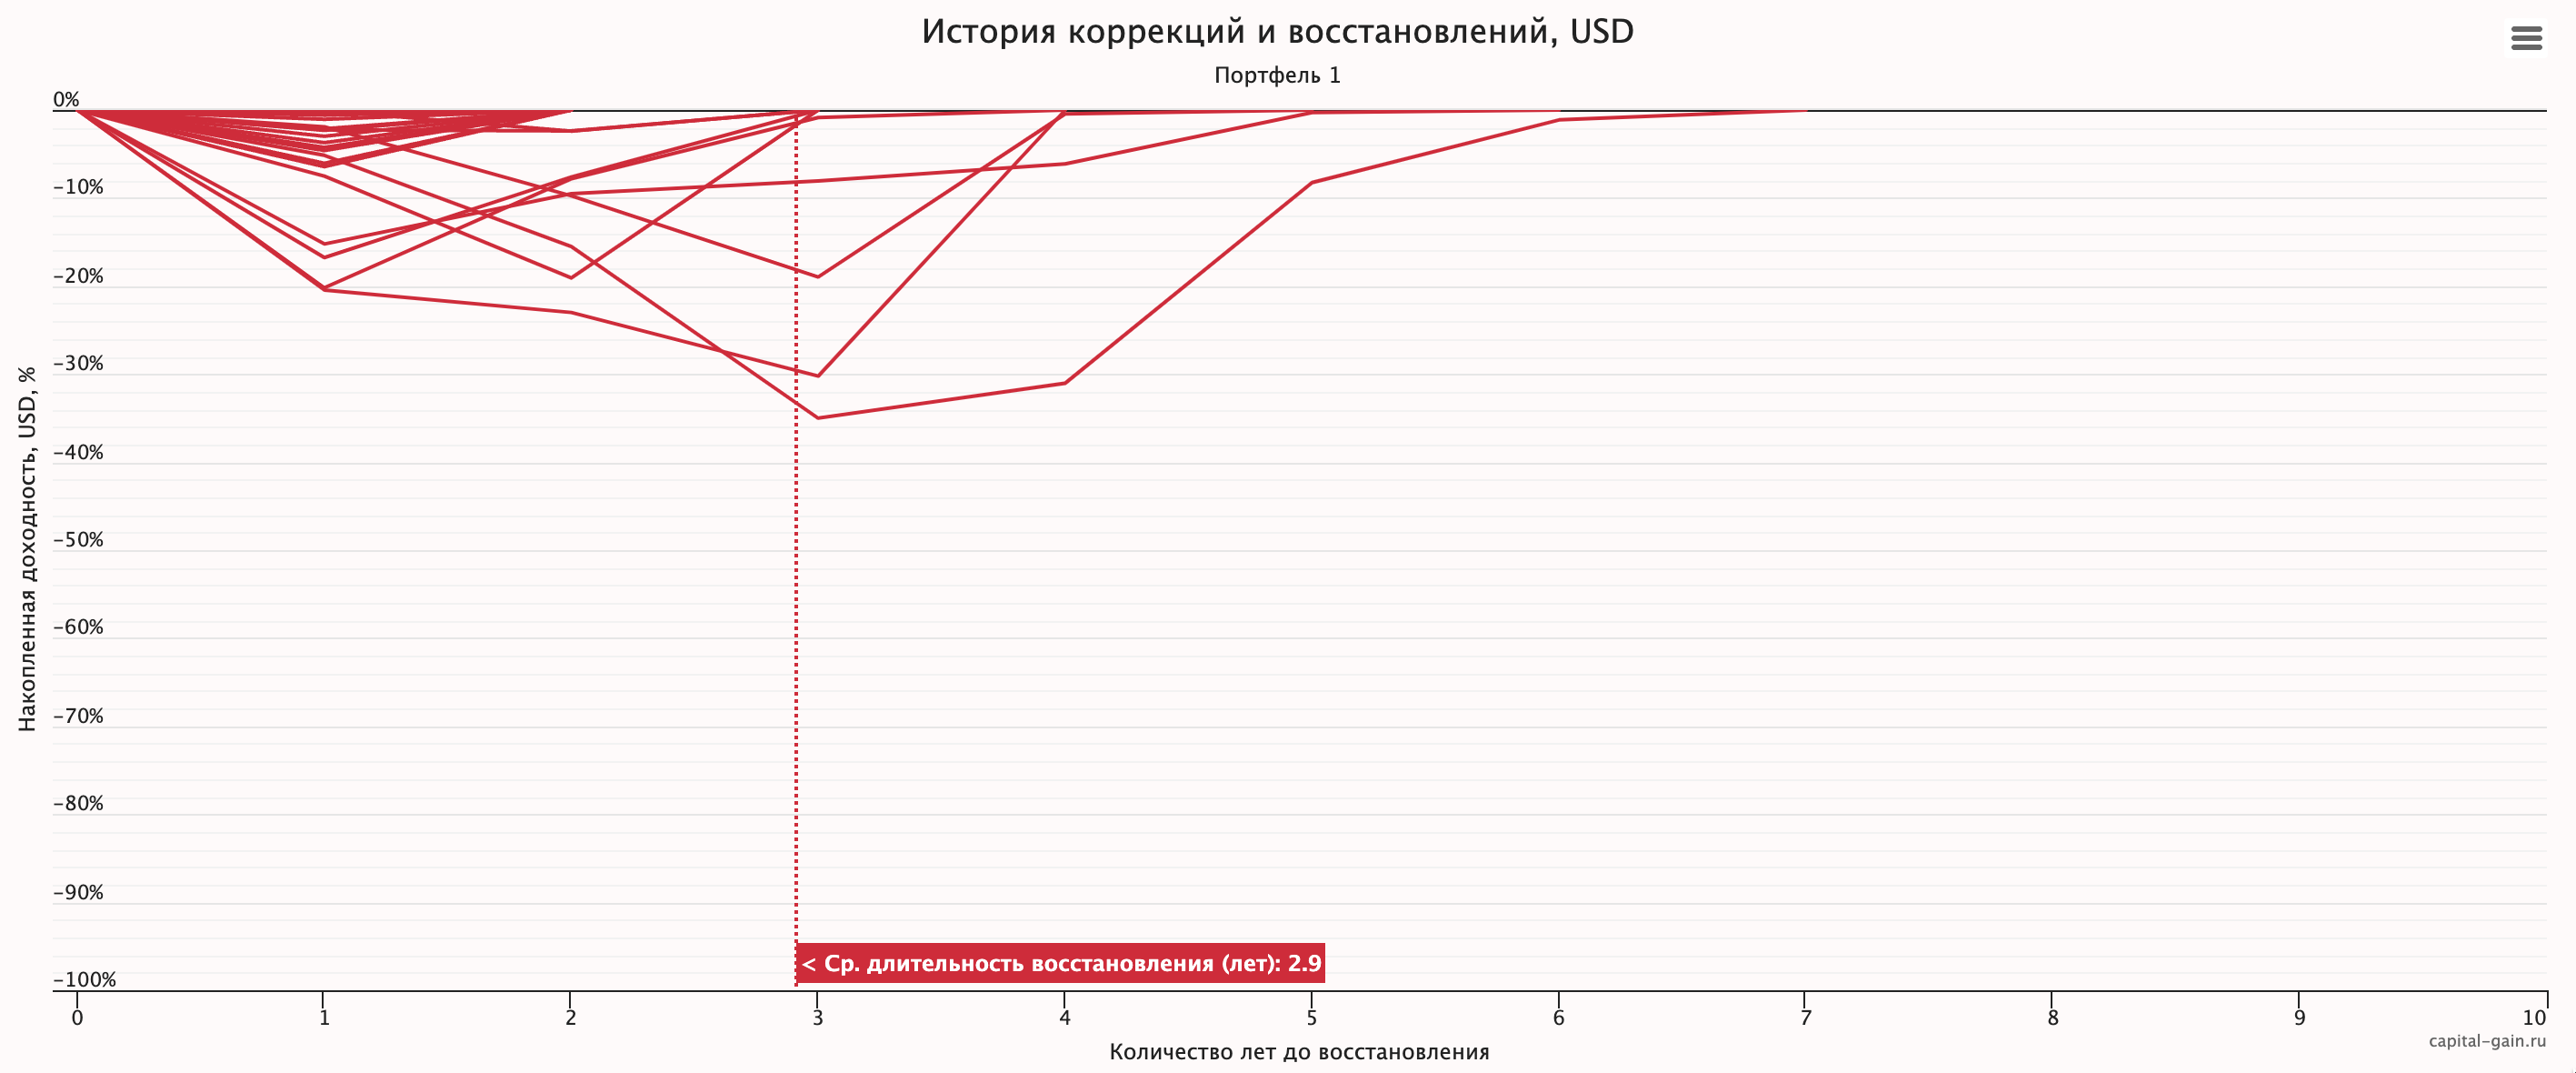 История коррекций и восстановлений, USD
Портфель 1
Накопленная доходность, USD, %
0%
−10%
−20%
−30%
−40%
−50%
−60%
−70%
−80%
−90%
−100%
< Ср. длительность восстановления (лет): 2.9
0 1 2 3 4 5 6 7 8 9 10
Количество лет до восстановления
capital-gain.ru